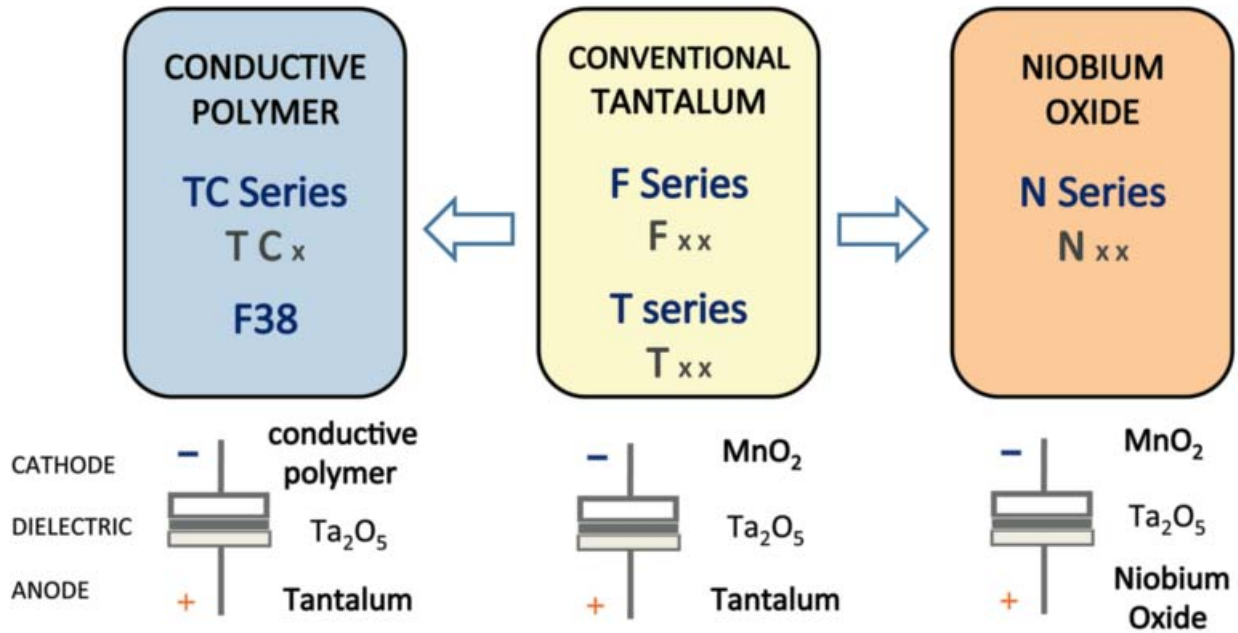 CONDUCTIVE
POLYMER
TC Series
T C x
F38
CONVENTIONAL
TANTALUM
F Series
F x x
T series
T x x
NIOBIUM
OXIDE
N Series
N x x
CATHODE
−
conductive
polymer
−
MnO₂
−
MnO₂
DIELECTRIC
Ta₂O₅
Ta₂O₅
Ta₂O₅
ANODE
+
Tantalum
+
Tantalum
+
Niobium
Oxide